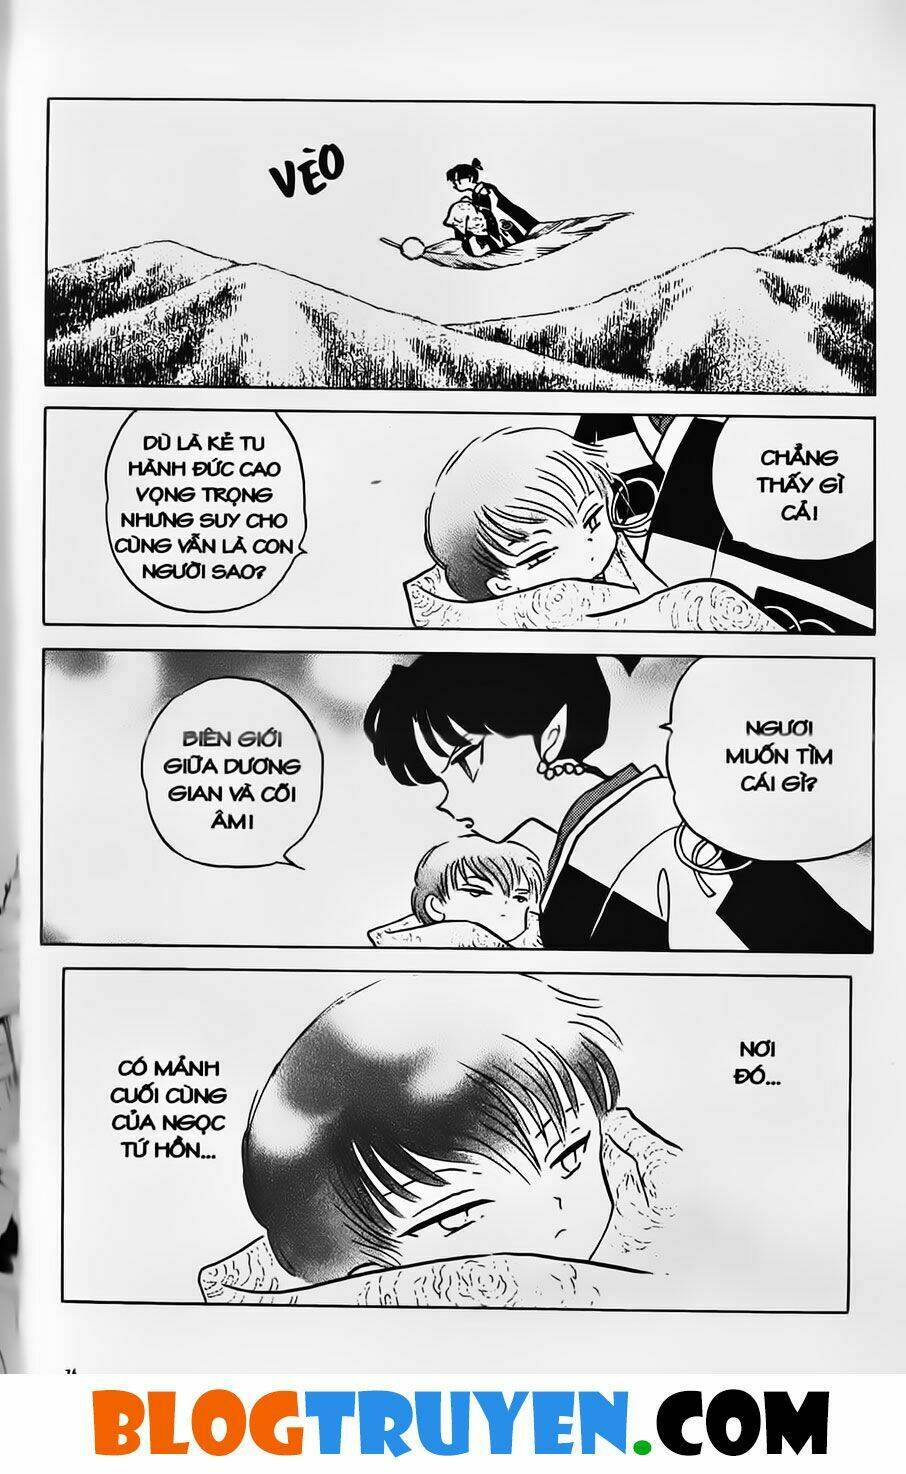 VÈO
DÙ LÀ KẺ TU
HÀNH ĐỨC CAO
VỌNG TRỌNG
NHƯNG SUY CHO
CÙNG VẪN LÀ CON
NGƯỜI SAO?
CHẲNG
THẤY GÌ
CẢ!
BIÊN GIỚI
GIỮA DƯƠNG
GIAN VÀ CÕI
ÂM!
NGƯƠI
MUỐN TÌM
CÁI GÌ?
NƠI
ĐÓ...
CÓ MẢNH
CUỐI CÙNG
CỦA NGỌC
TỨ HỒN...
BLOGTRUYEN.COM